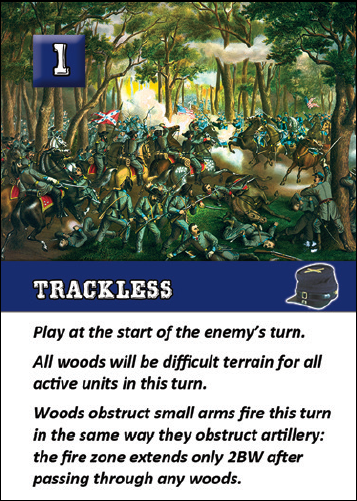 1
TRACKLESS
Play at the start of the enemy's turn.
All woods will be difficult terrain for all
active units in this turn.
Woods obstruct small arms fire this turn
in the same way they obstruct artillery:
the fire zone extends only 2BW after
passing through any woods.